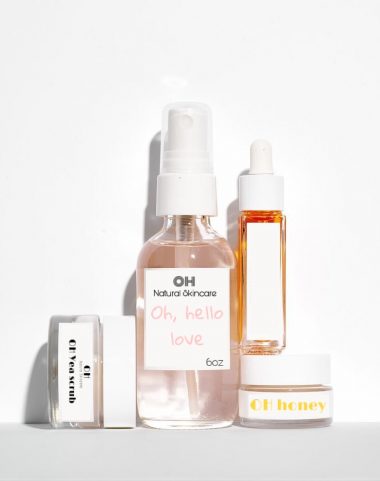 OH
Natural Skincare
Oh, hello
love
6oz
OH honey
OH!
OH Yea scrub